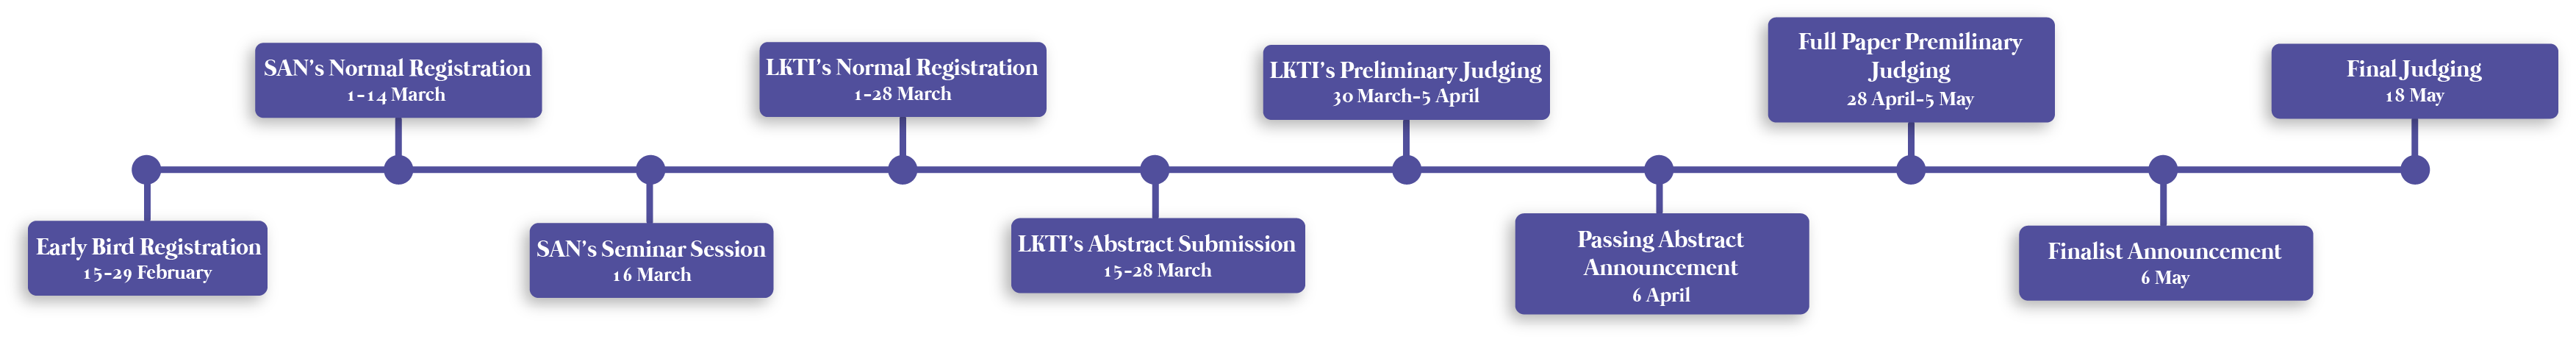 Early Bird Registration
15-29 February
SAN's Normal Registration
1-14 March
SAN's Seminar Session
16 March
LKTI's Normal Registration
1-28 March
LKTI's Abstract Submission
15-28 March
LKTI's Preliminary Judging
30 March-5 April
Passing Abstract
Announcement
6 April
Full Paper Premilinary
Judging
28 April-5 May
Finalist Announcement
6 May
Final Judging
18 May